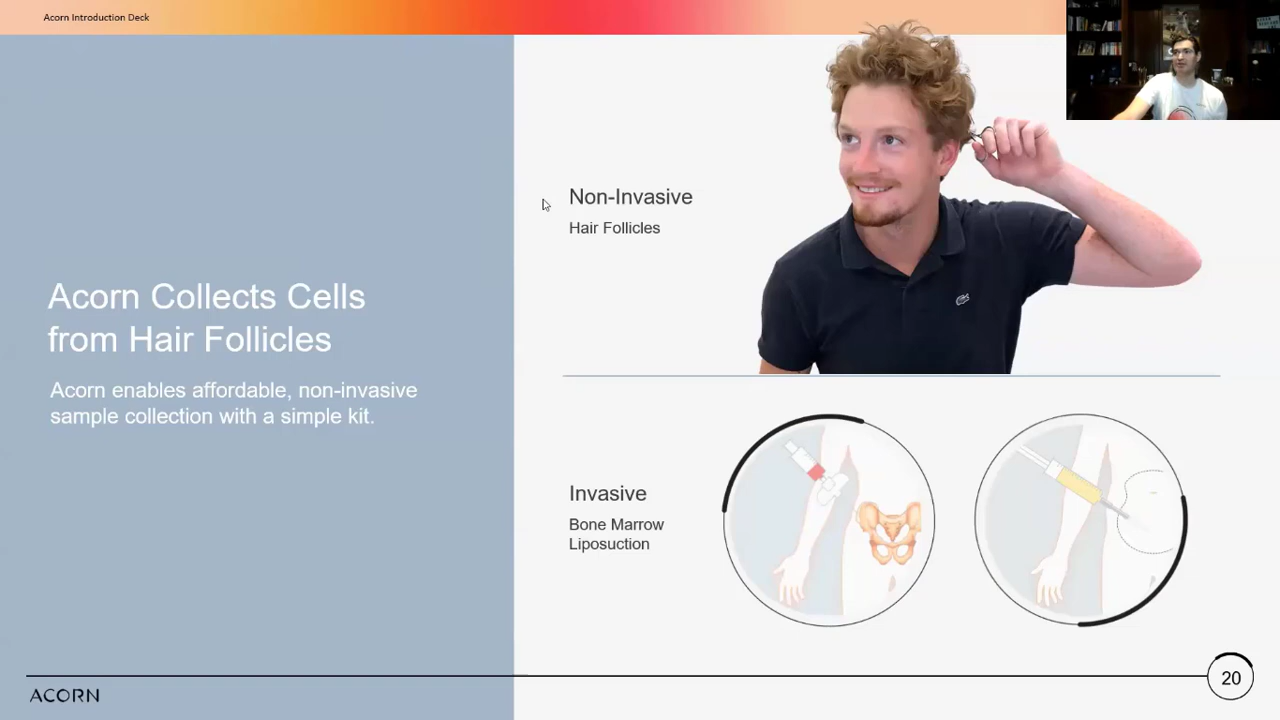 Acorn Introduction Deck
Acorn Collects Cells
from Hair Follicles
Acorn enables affordable, non-invasive
sample collection with a simple kit.
Non-Invasive
Hair Follicles
Invasive
Bone Marrow
Liposuction
ACORN
20